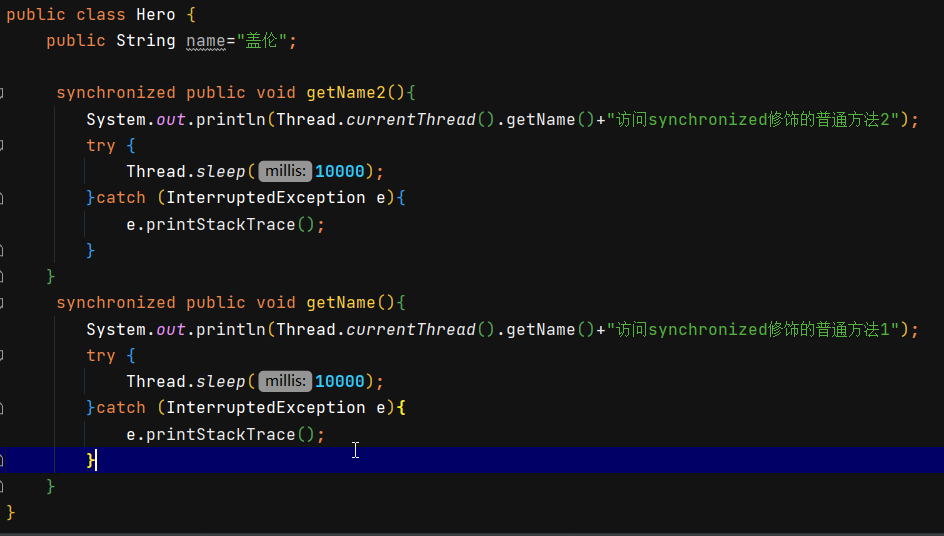 public class Hero {
    public String name="盖伦";
     synchronized public void getName2(){
        System.out.println(Thread.currentThread().getName()+"访问synchronized修饰的普通方法2");
        try {
            Thread.sleep( millis: 10000);
        }catch (InterruptedException e){
            e.printStackTrace();
        }
    }
     synchronized public void getName(){
        System.out.println(Thread.currentThread().getName()+"访问synchronized修饰的普通方法1");
        try {
            Thread.sleep( millis: 10000);
        }catch (InterruptedException e){
            e.printStackTrace();
        }
    }
}